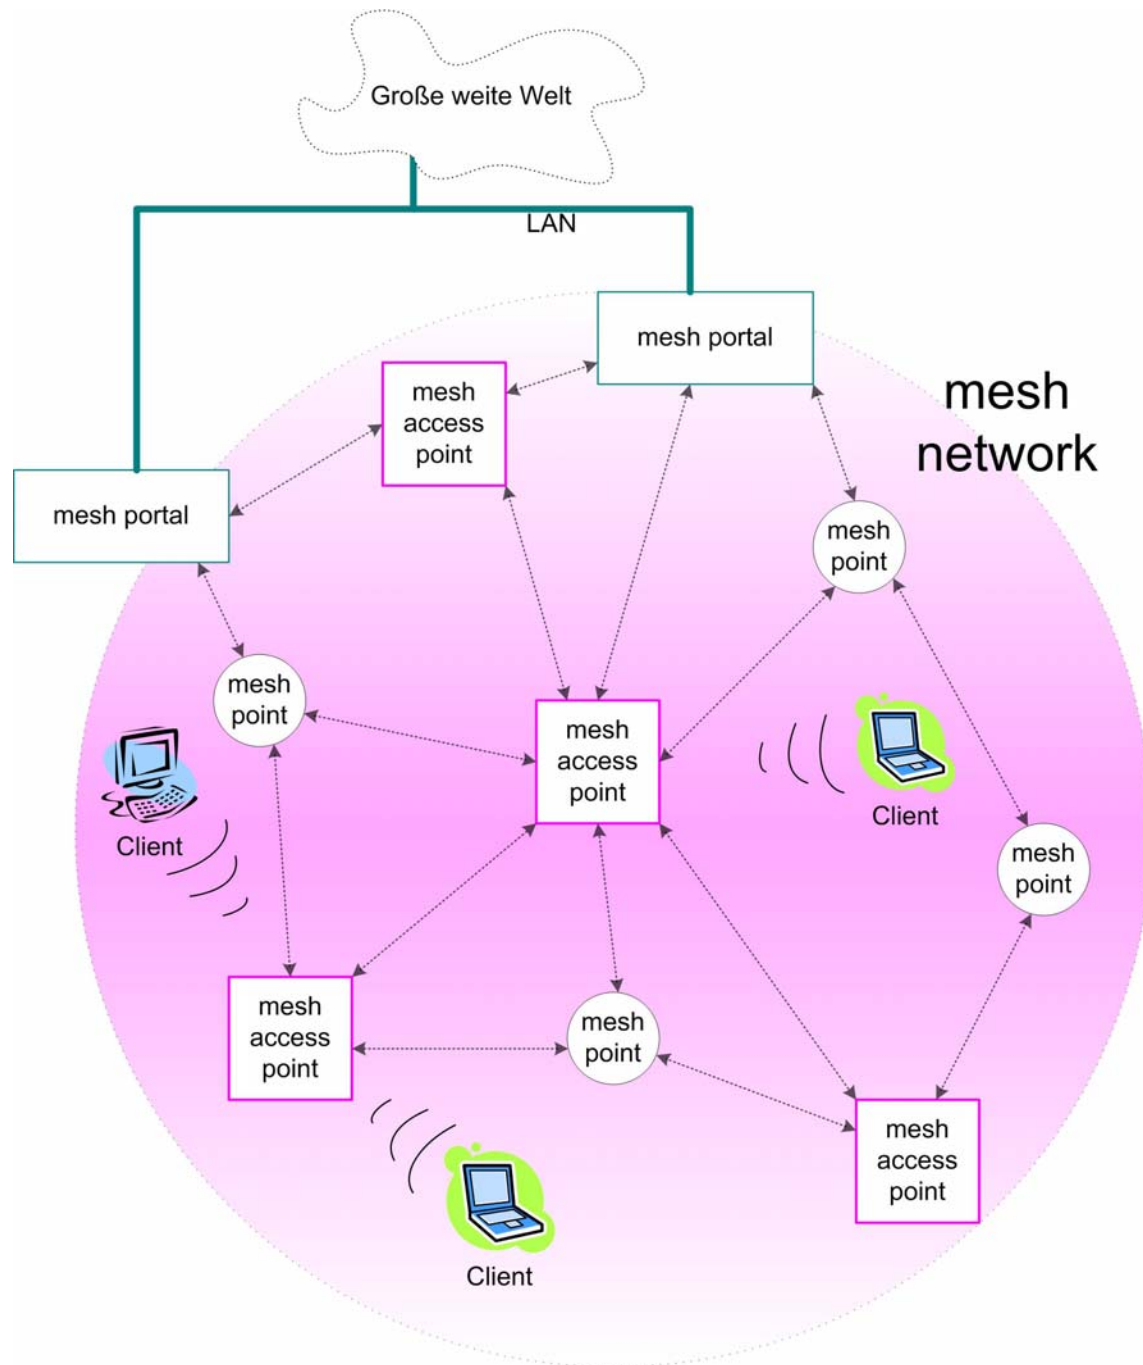 Große weite Welt
LAN
mesh portal
mesh
access
point
mesh
network
mesh portal
mesh
point
mesh
point
mesh
access
point
Client
Client
mesh
point
mesh
access
point
mesh
point
mesh
access
point
Client